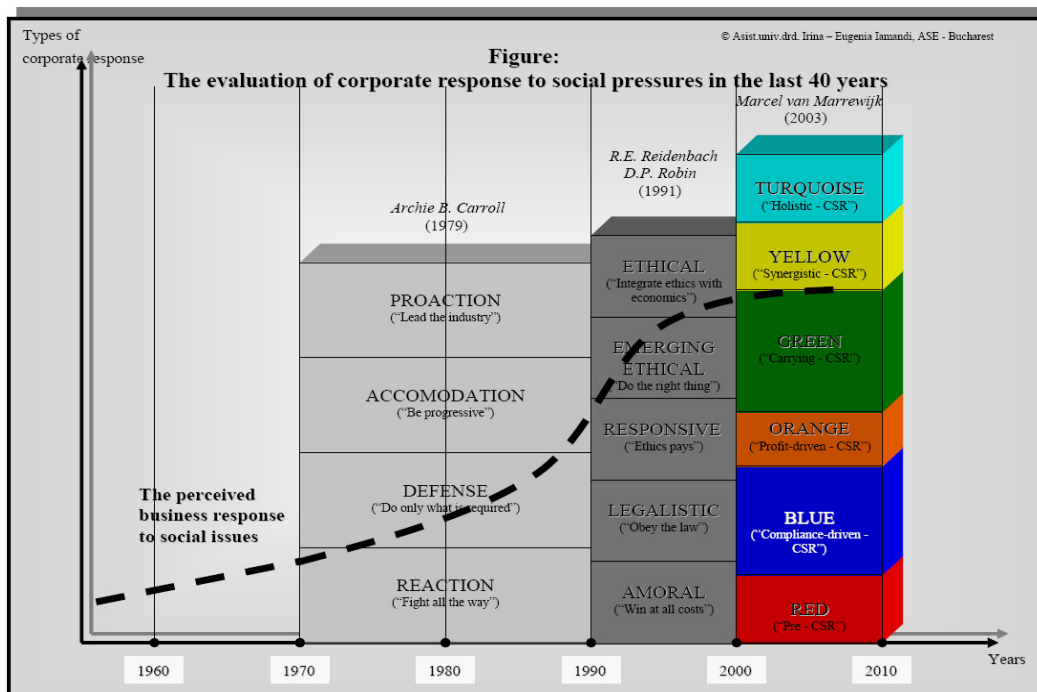 Types of
corporate response
© Asist.univ.drd. Irina – Eugenia Iamandi, ASE - Bucharest
Figure:
The evaluation of corporate response to social pressures in the last 40 years
Marcel van Marrewijk
(2003)
R.E. Reidenbach
D.P. Robin
(1991)
Archie B. Carroll
(1979)
PROACTION
(“Lead the industry”)
ACCOMODATION
(“Be progressive”)
DEFENSE
(“Do only what is required”)
REACTION
(“Fight all the way”)
ETHICAL
(“Integrate ethics with
economics”)
EMERGING
ETHICAL
(“Do the right thing”)
RESPONSIVE
(“Ethics pays”)
LEGALISTIC
(“Obey the law”)
AMORAL
(“Win at all costs”)
TURQUOISE
(“Holistic - CSR”)
YELLOW
(“Synergistic - CSR”)
GREEN
(“Carrying - CSR”)
ORANGE
(“Profit-driven - CSR”)
BLUE
(“Compliance-driven -
CSR”)
RED
(“Pre - CSR”)
The perceived
business response
to social issues
Years
1960
1970
1980
1990
2000
2010